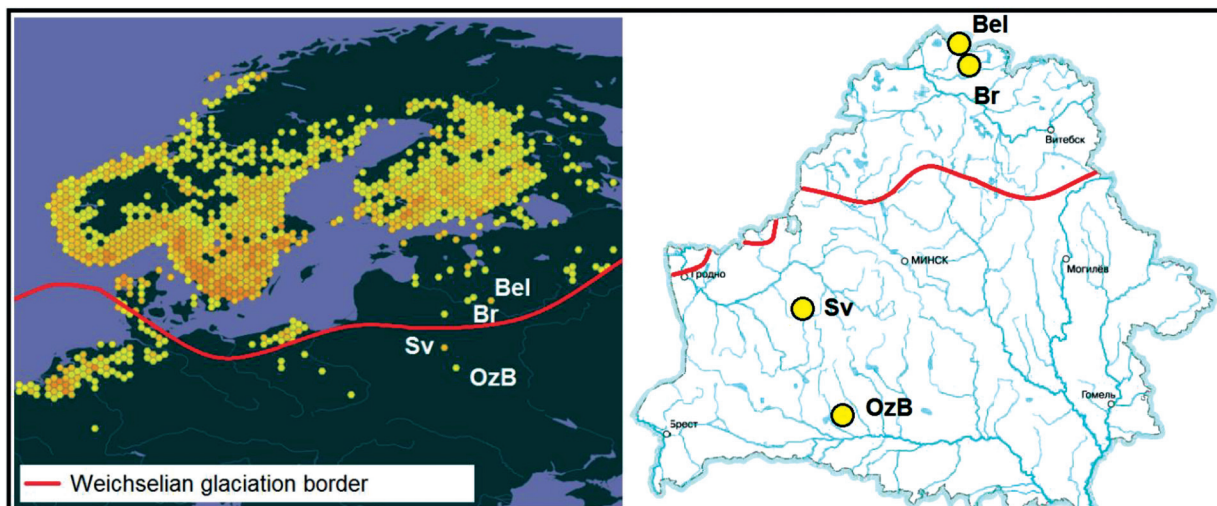 Bel
Br
Sv
OzB
Weichselian glaciation border
Bel
Br
Витебск
МИНСК
Могилёв
Гродно
Sv
OzB
Гомель
Брест